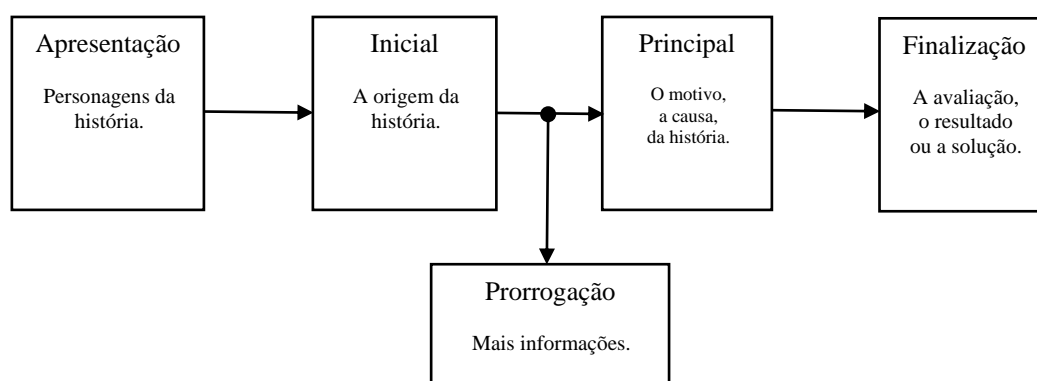 Apresentação
Personagens da
história.
Inicial
A origem da
história.
Principal
O motivo,
a causa,
da história.
Finalização
A avaliação,
o resultado
ou a solução.
Prorrogação
Mais informações.